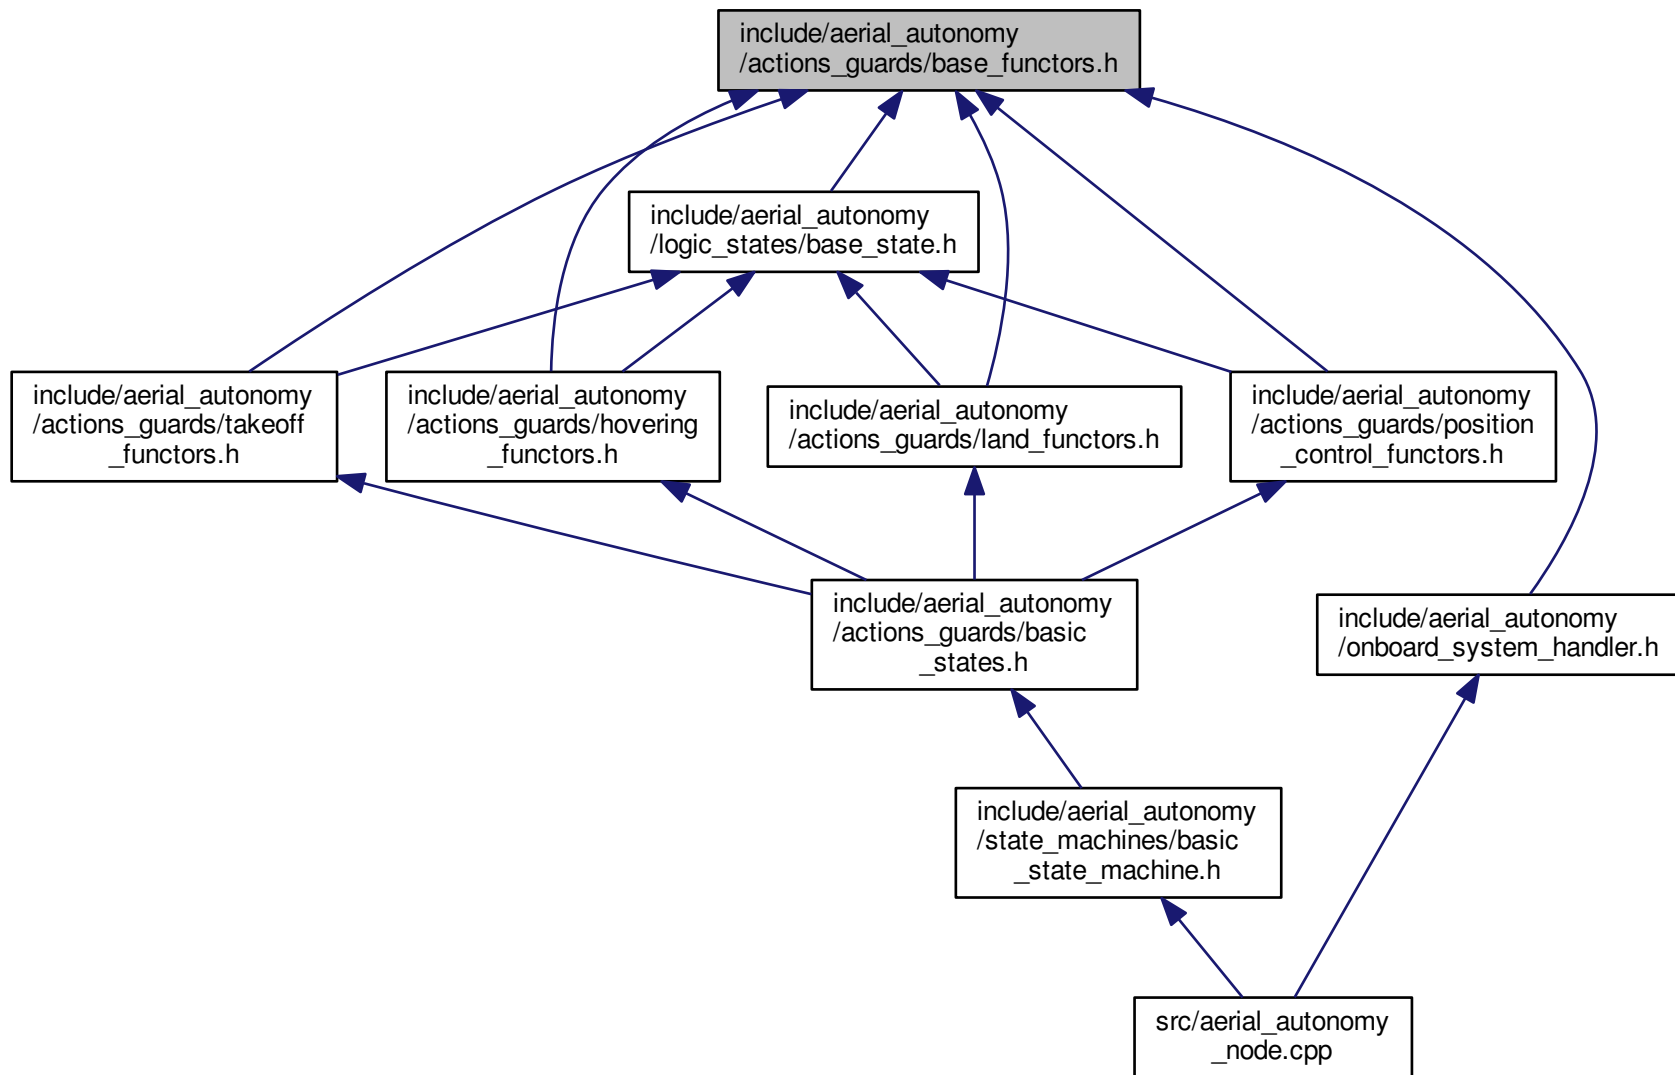 include/aerial_autonomy
/actions_guards/base_functors.h
include/aerial_autonomy
/logic_states/base_state.h
include/aerial_autonomy
/actions_guards/takeoff
_functors.h
include/aerial_autonomy
/actions_guards/hovering
_functors.h
include/aerial_autonomy
/actions_guards/land_functors.h
include/aerial_autonomy
/actions_guards/position
_control_functors.h
include/aerial_autonomy
/actions_guards/basic
_states.h
include/aerial_autonomy
/onboard_system_handler.h
include/aerial_autonomy
/state_machines/basic
_state_machine.h
src/aerial_autonomy
_node.cpp